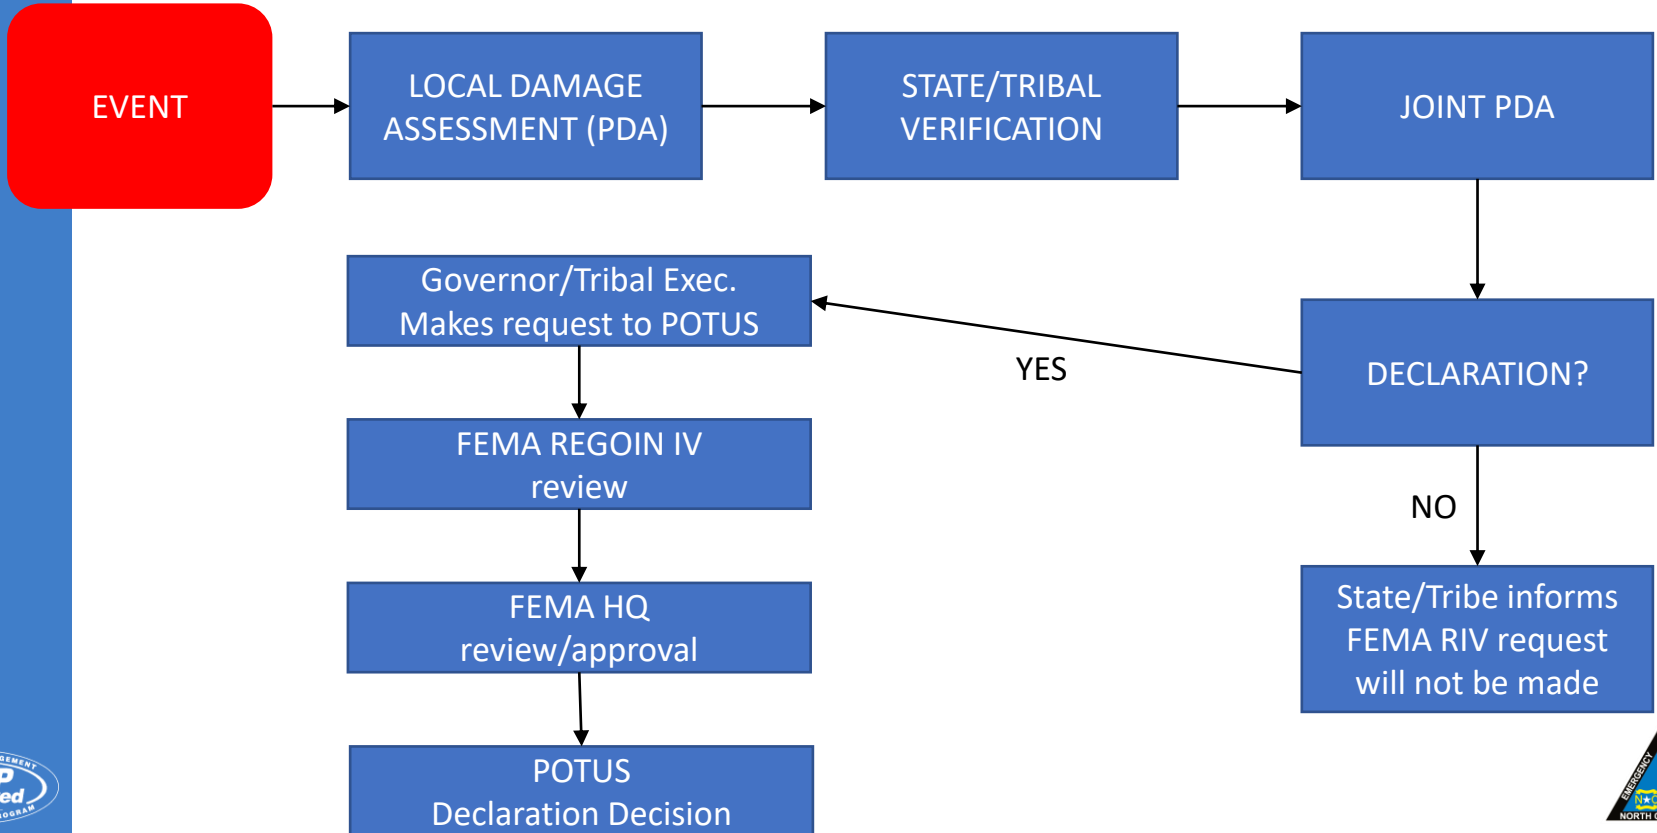 EVENT
LOCAL DAMAGE
ASSESSMENT (PDA)
STATE/TRIBAL
VERIFICATION
JOINT PDA
Governor/Tribal Exec.
Makes request to POTUS
YES
DECLARATION?
FEMA REGOIN IV
review
NO
FEMA HQ
review/approval
State/Tribe informs
FEMA RIV request
will not be made
POTUS
Declaration Decision
EMERGENCY
NORTH